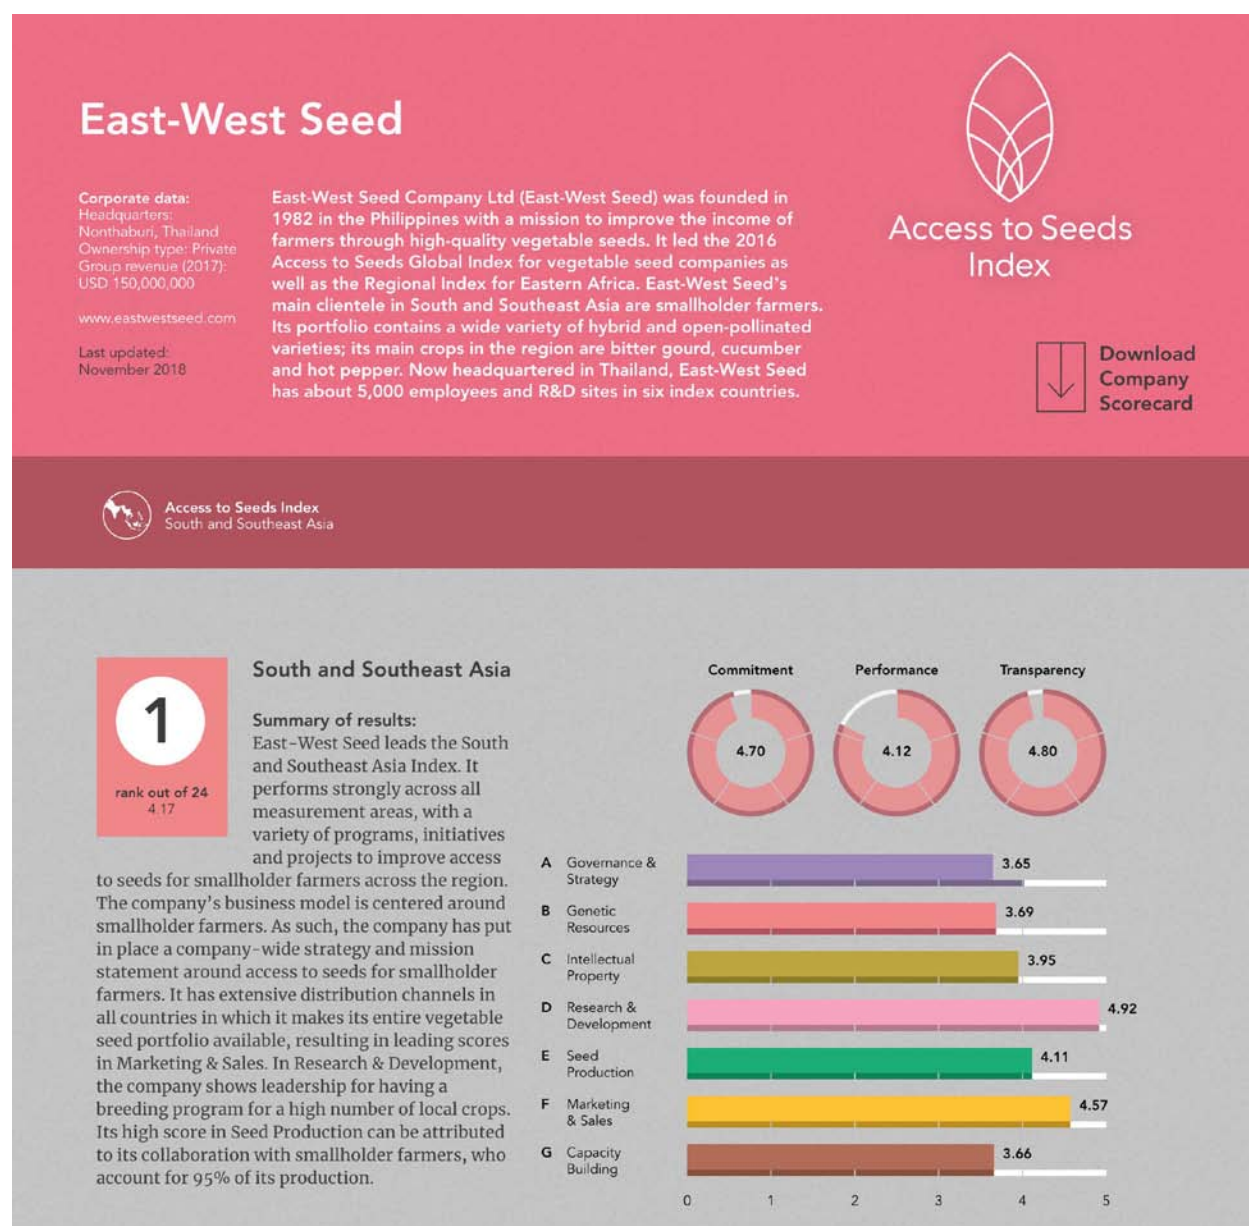 East-West Seed
Corporate data:
Headquarters:
Nonthaburi, Thailand
Ownership type: Private
Group revenue (2017):
USD 150,000,000
www.eastwestseed.com
Last updated:
November 2018
East-West Seed Company Ltd (East-West Seed) was founded in
1982 in the Philippines with a mission to improve the income of
farmers through high-quality vegetable seeds. It led the 2016
Access to Seeds Global Index for vegetable seed companies as
well as the Regional Index for Eastern Africa. East-West Seed's
main clientele in South and Southeast Asia are smallholder farmers.
Its portfolio contains a wide variety of hybrid and open-pollinated
varieties; its main crops in the region are bitter gourd, cucumber
and hot pepper. Now headquartered in Thailand, East-West Seed
has about 5,000 employees and R&D sites in six index countries.
Access to Seeds
Index
Download
Company
Scorecard
Access to Seeds Index
South and Southeast Asia
1
rank out of 24
4.17
South and Southeast Asia
Summary of results:
East-West Seed leads the South
and Southeast Asia Index. It
performs strongly across all
measurement areas, with a
variety of programs, initiatives
and projects to improve access
to seeds for smallholder farmers across the region.
The company's business model is centered around
smallholder farmers. As such, the company has put
in place a company-wide strategy and mission
statement around access to seeds for smallholder
farmers. It has extensive distribution channels in
all countries in which it makes its entire vegetable
seed portfolio available, resulting in leading scores
in Marketing & Sales. In Research & Development,
the company shows leadership for having a
breeding program for a high number of local crops.
Its high score in Seed Production can be attributed
to its collaboration with smallholder farmers, who
account for 95% of its production.
Commitment Performance Transparency
4.70 4.12 4.80
A Governance & Strategy 3.65
B Genetic Resources 3.69
C Intellectual Property 3.95
D Research & Development 4.92
E Seed Production 4.11
F Marketing & Sales 4.57
G Capacity Building 3.66
0 1 2 3 4 5